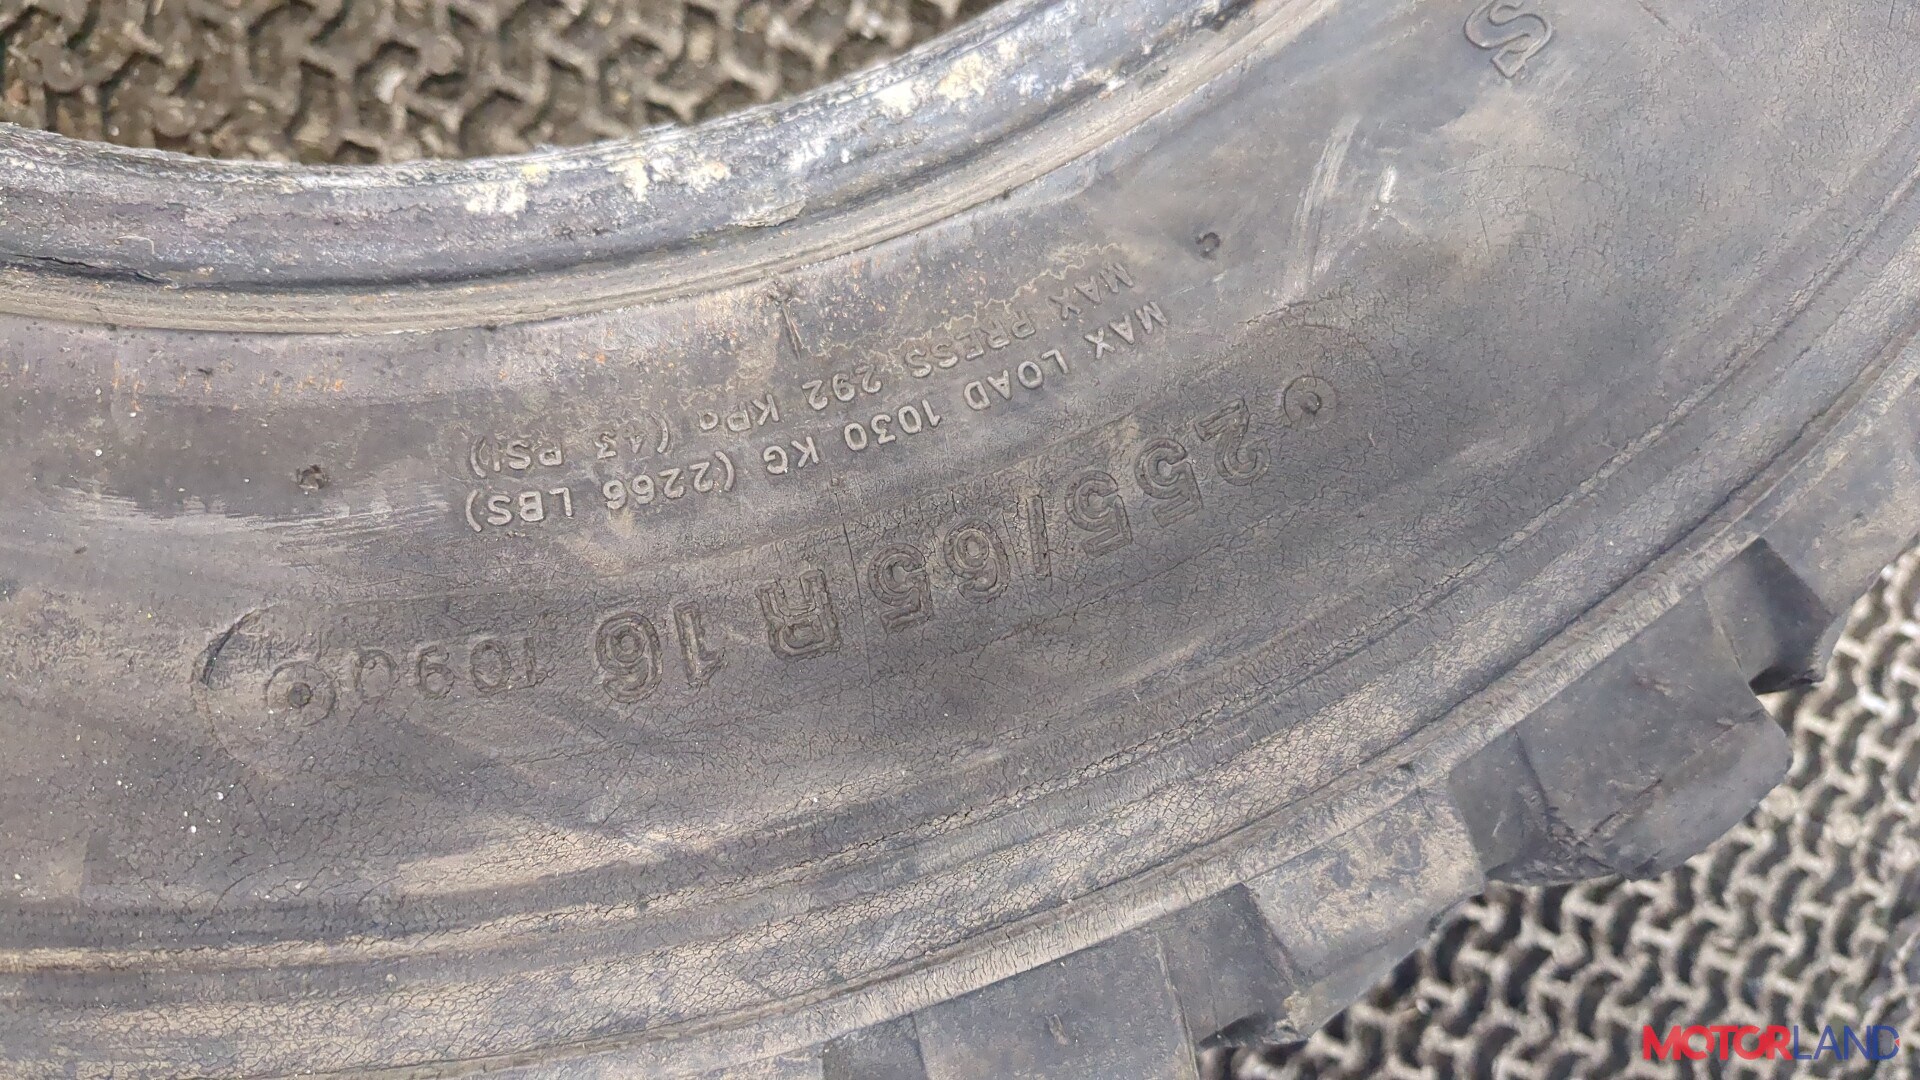 S
MAX PRESS 292 KPa (43 PSI)
MAX LOAD 1030 KG (2266 LBS)
255/65 R 16 109Q
MOTORLAND